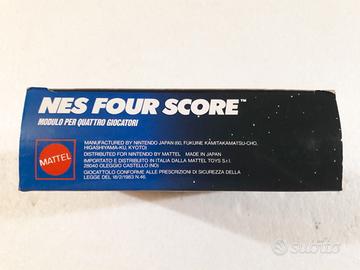 NES FOUR SCORE™
MODULO PER QUATTRO GIOCATORI
MATTEL
MANUFACTURED BY NINTENDO JAPAN (60, FUKUINE KAMITAKAMATSU-CHO,
HIGASHIYAMA-KU, KYOTO)
DISTRIBUTED FOR NINTENDO BY MATTEL MADE IN JAPAN
IMPORTATO E DISTRIBUITO IN ITALIA DALLA MATTEL TOYS S.r.l.
28040 OLEGGIO CASTELLO (NO)
GIOCATTOLO CONFORME ALLE PRESCRIZIONI DI SICUREZZA DELLA
LEGGE DEL 18/2/1983 N.46.
subito